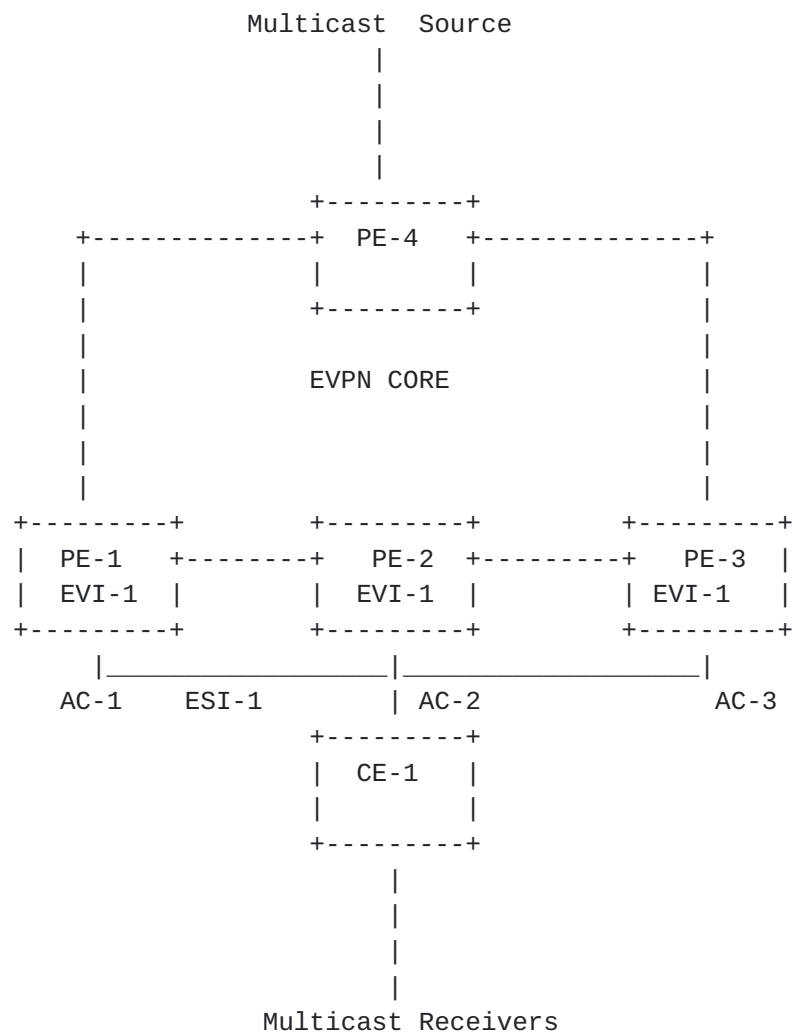 Multicast Source
PE-4
EVPN CORE
PE-1 PE-2 PE-3
EVI-1 EVI-1 EVI-1
AC-1 ESI-1 AC-2 AC-3
CE-1
Multicast Receivers